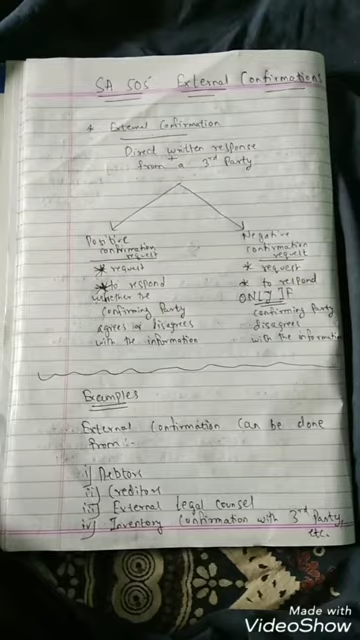 SA 505 External Confirmations
* External Confirmation
Direct written response
from a 3rd Party
Positive
confirmation
request
* request
* to respond
whether the
confirming Party
agrees or disagrees
with the information
Negative
confirmation
request
* request
* to respond
ONLY IF
confirming Party
disagrees
with the information
Examples
External Confirmation can be done
from:-
i) Debtors
ii) Creditors
iii) External legal counsel
iv) Inventory confirmation with 3rd Party,
etc.
Made with
VideoShow